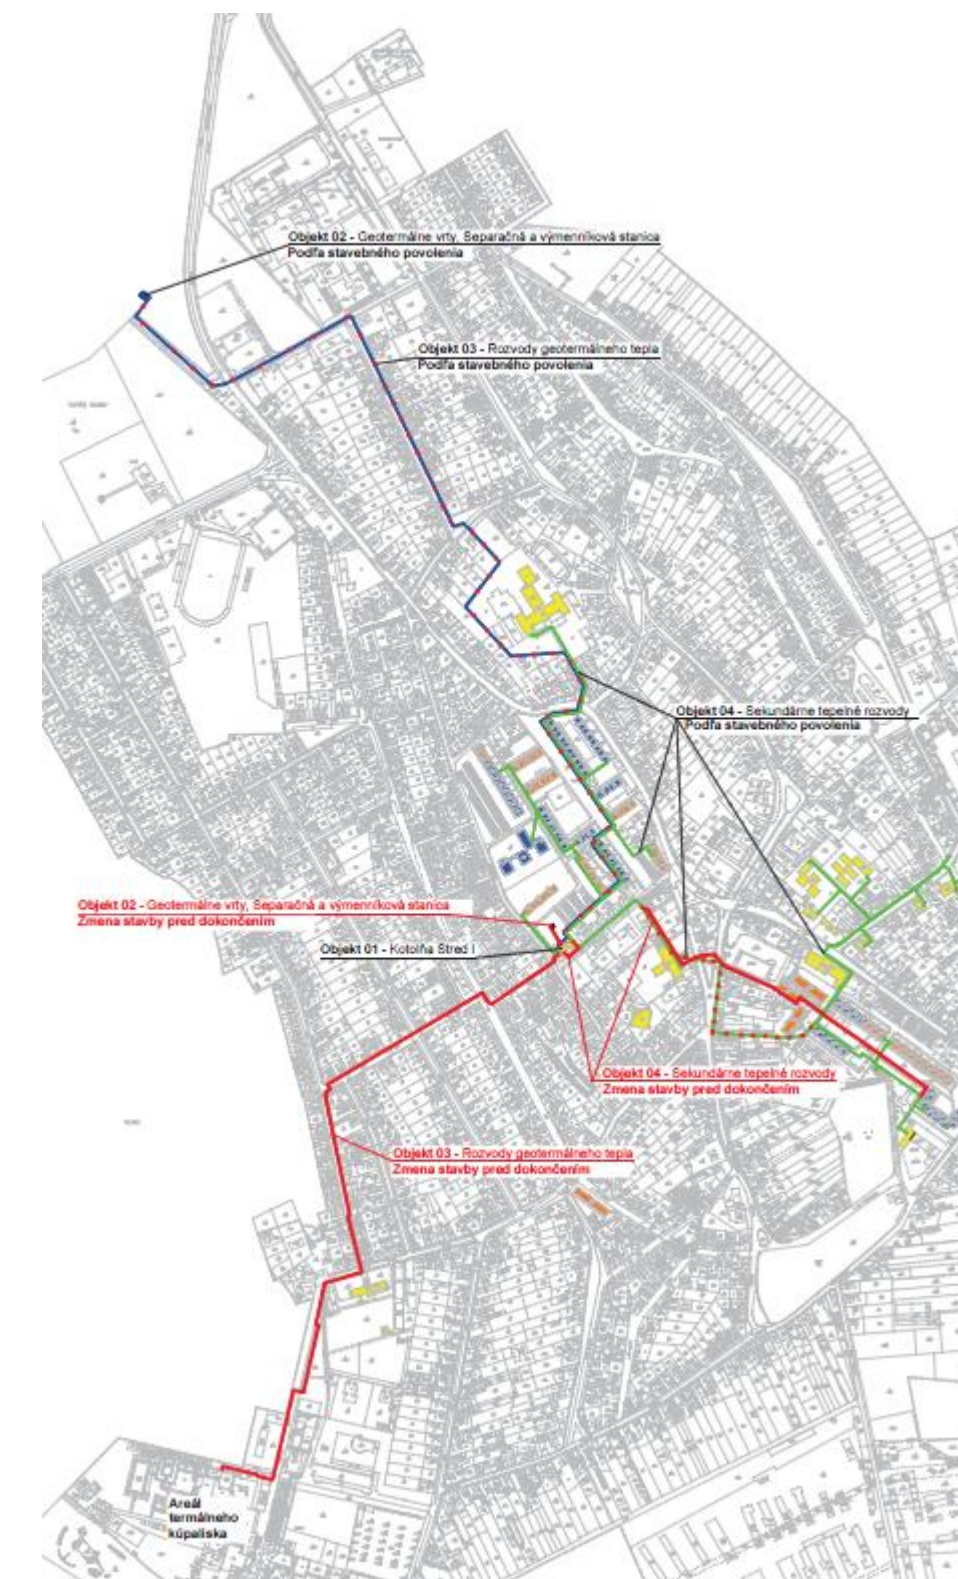 Objekt 02 - Geotermálne vrty, Separačná a výmenníková stanica
Podľa stavebného povolenia
Objekt 03 - Rozvody geotermálneho tepla
Podľa stavebného povolenia
Objekt 04 - Sekundárne tepelné rozvody
Podľa stavebného povolenia
Objekt 02 - Geotermálne vrty, Separačná a výmenníková stanica
Zmena stavby pred dokončením
Objekt 01 - Kotolňa Stred I
Objekt 04 - Sekundárne tepelné rozvody
Zmena stavby pred dokončením
Objekt 03 - Rozvody geotermálneho tepla
Zmena stavby pred dokončením
Areál
termálneho
kúpaliska